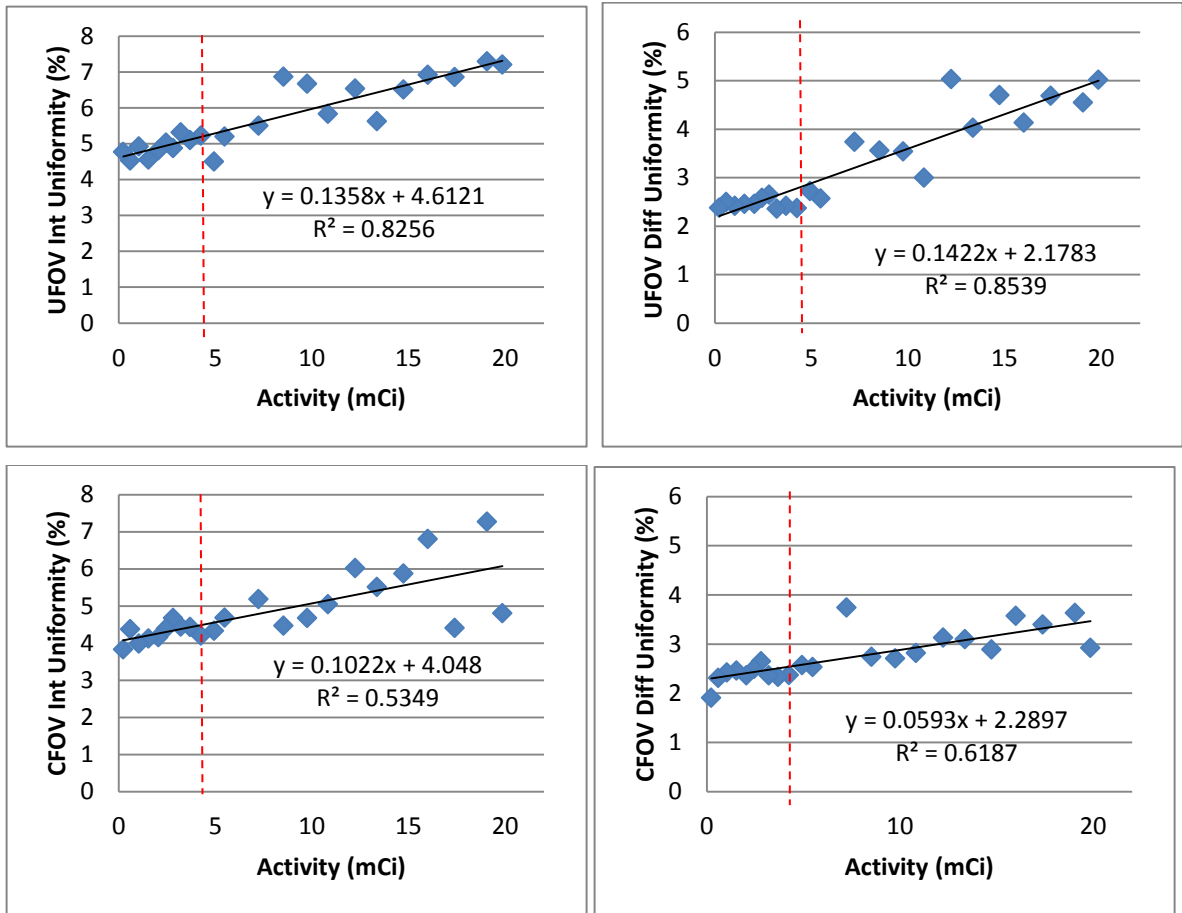 UFOV Int Uniformity (%)
8
7
6
5
4
3
2
1
0
y = 0.1358x + 4.6121
R² = 0.8256
0 5 10 15 20
Activity (mCi)
UFOV Diff Uniformity (%)
6
5
4
3
2
1
0
y = 0.1422x + 2.1783
R² = 0.8539
0 5 10 15 20
Activity (mCi)
CFOV Int Uniformity (%)
8
7
6
5
4
3
2
1
0
y = 0.1022x + 4.048
R² = 0.5349
0 5 10 15 20
Activity (mCi)
CFOV Diff Uniformity (%)
6
5
4
3
2
1
0
y = 0.0593x + 2.2897
R² = 0.6187
0 5 10 15 20
Activity (mCi)